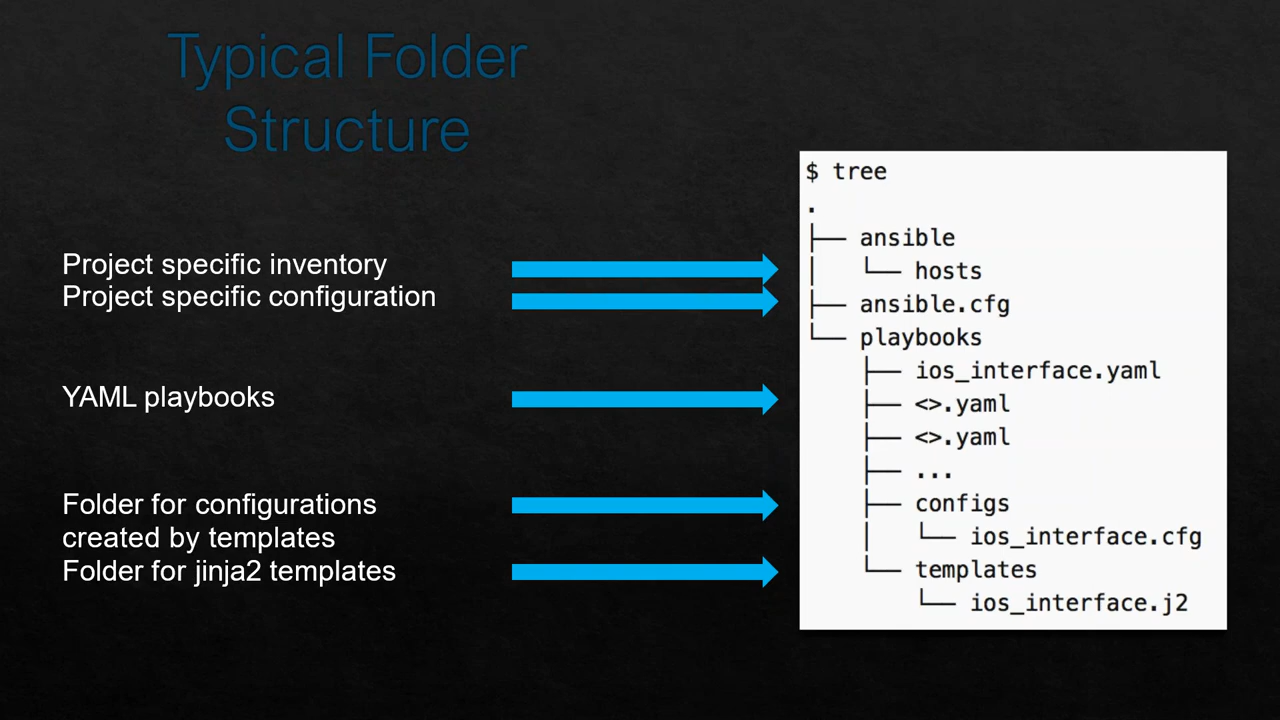 Typical Folder
Structure
Project specific inventory
Project specific configuration
YAML playbooks
Folder for configurations
created by templates
Folder for jinja2 templates
$ tree
.
├── ansible
│   └── hosts
├── ansible.cfg
└── playbooks
    ├── ios_interface.yaml
    ├── <>.yaml
    ├── <>.yaml
    ├── ...
    ├── configs
    │   └── ios_interface.cfg
    └── templates
        └── ios_interface.j2